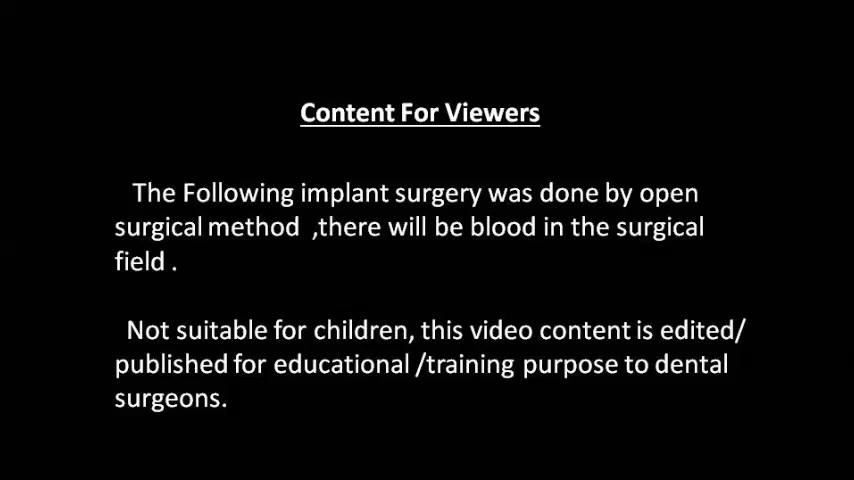 Content For Viewers
The Following implant surgery was done by open
surgical method ,there will be blood in the surgical
field .
Not suitable for children, this video content is edited/
published for educational /training purpose to dental
surgeons.